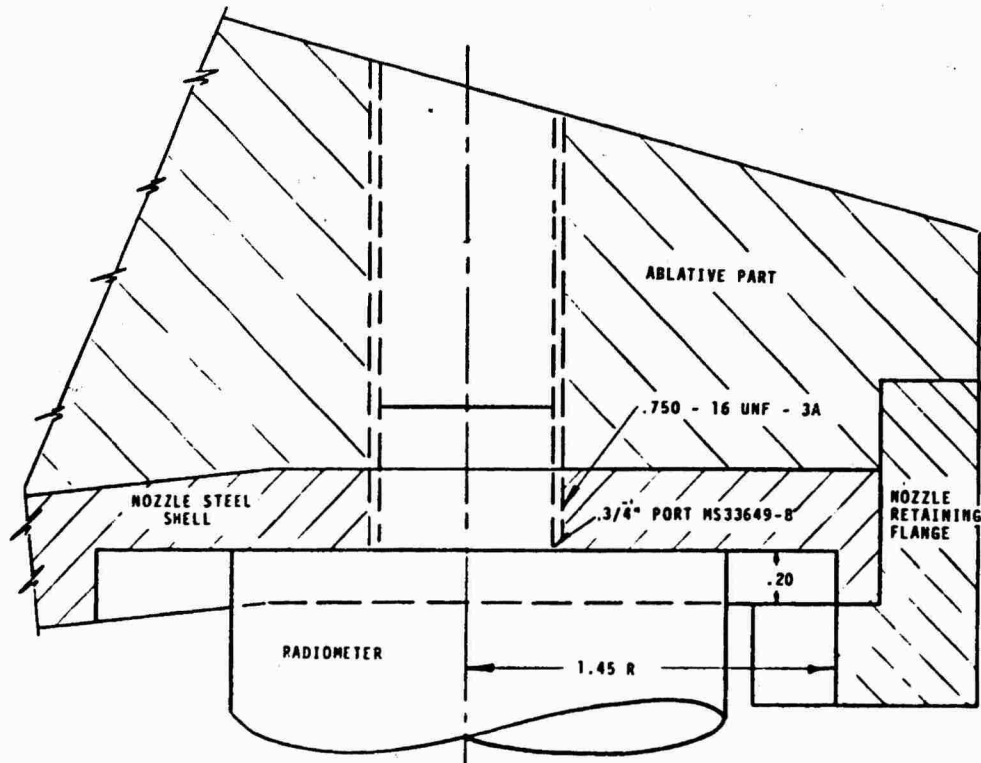 ABLATIVE PART
.750 - 16 UNF - 3A
NOZZLE STEEL
SHELL
.3/4" PORT MS33649-8
NOZZLE
RETAINING
FLANGE
.20
RADIOMETER
1.45 R